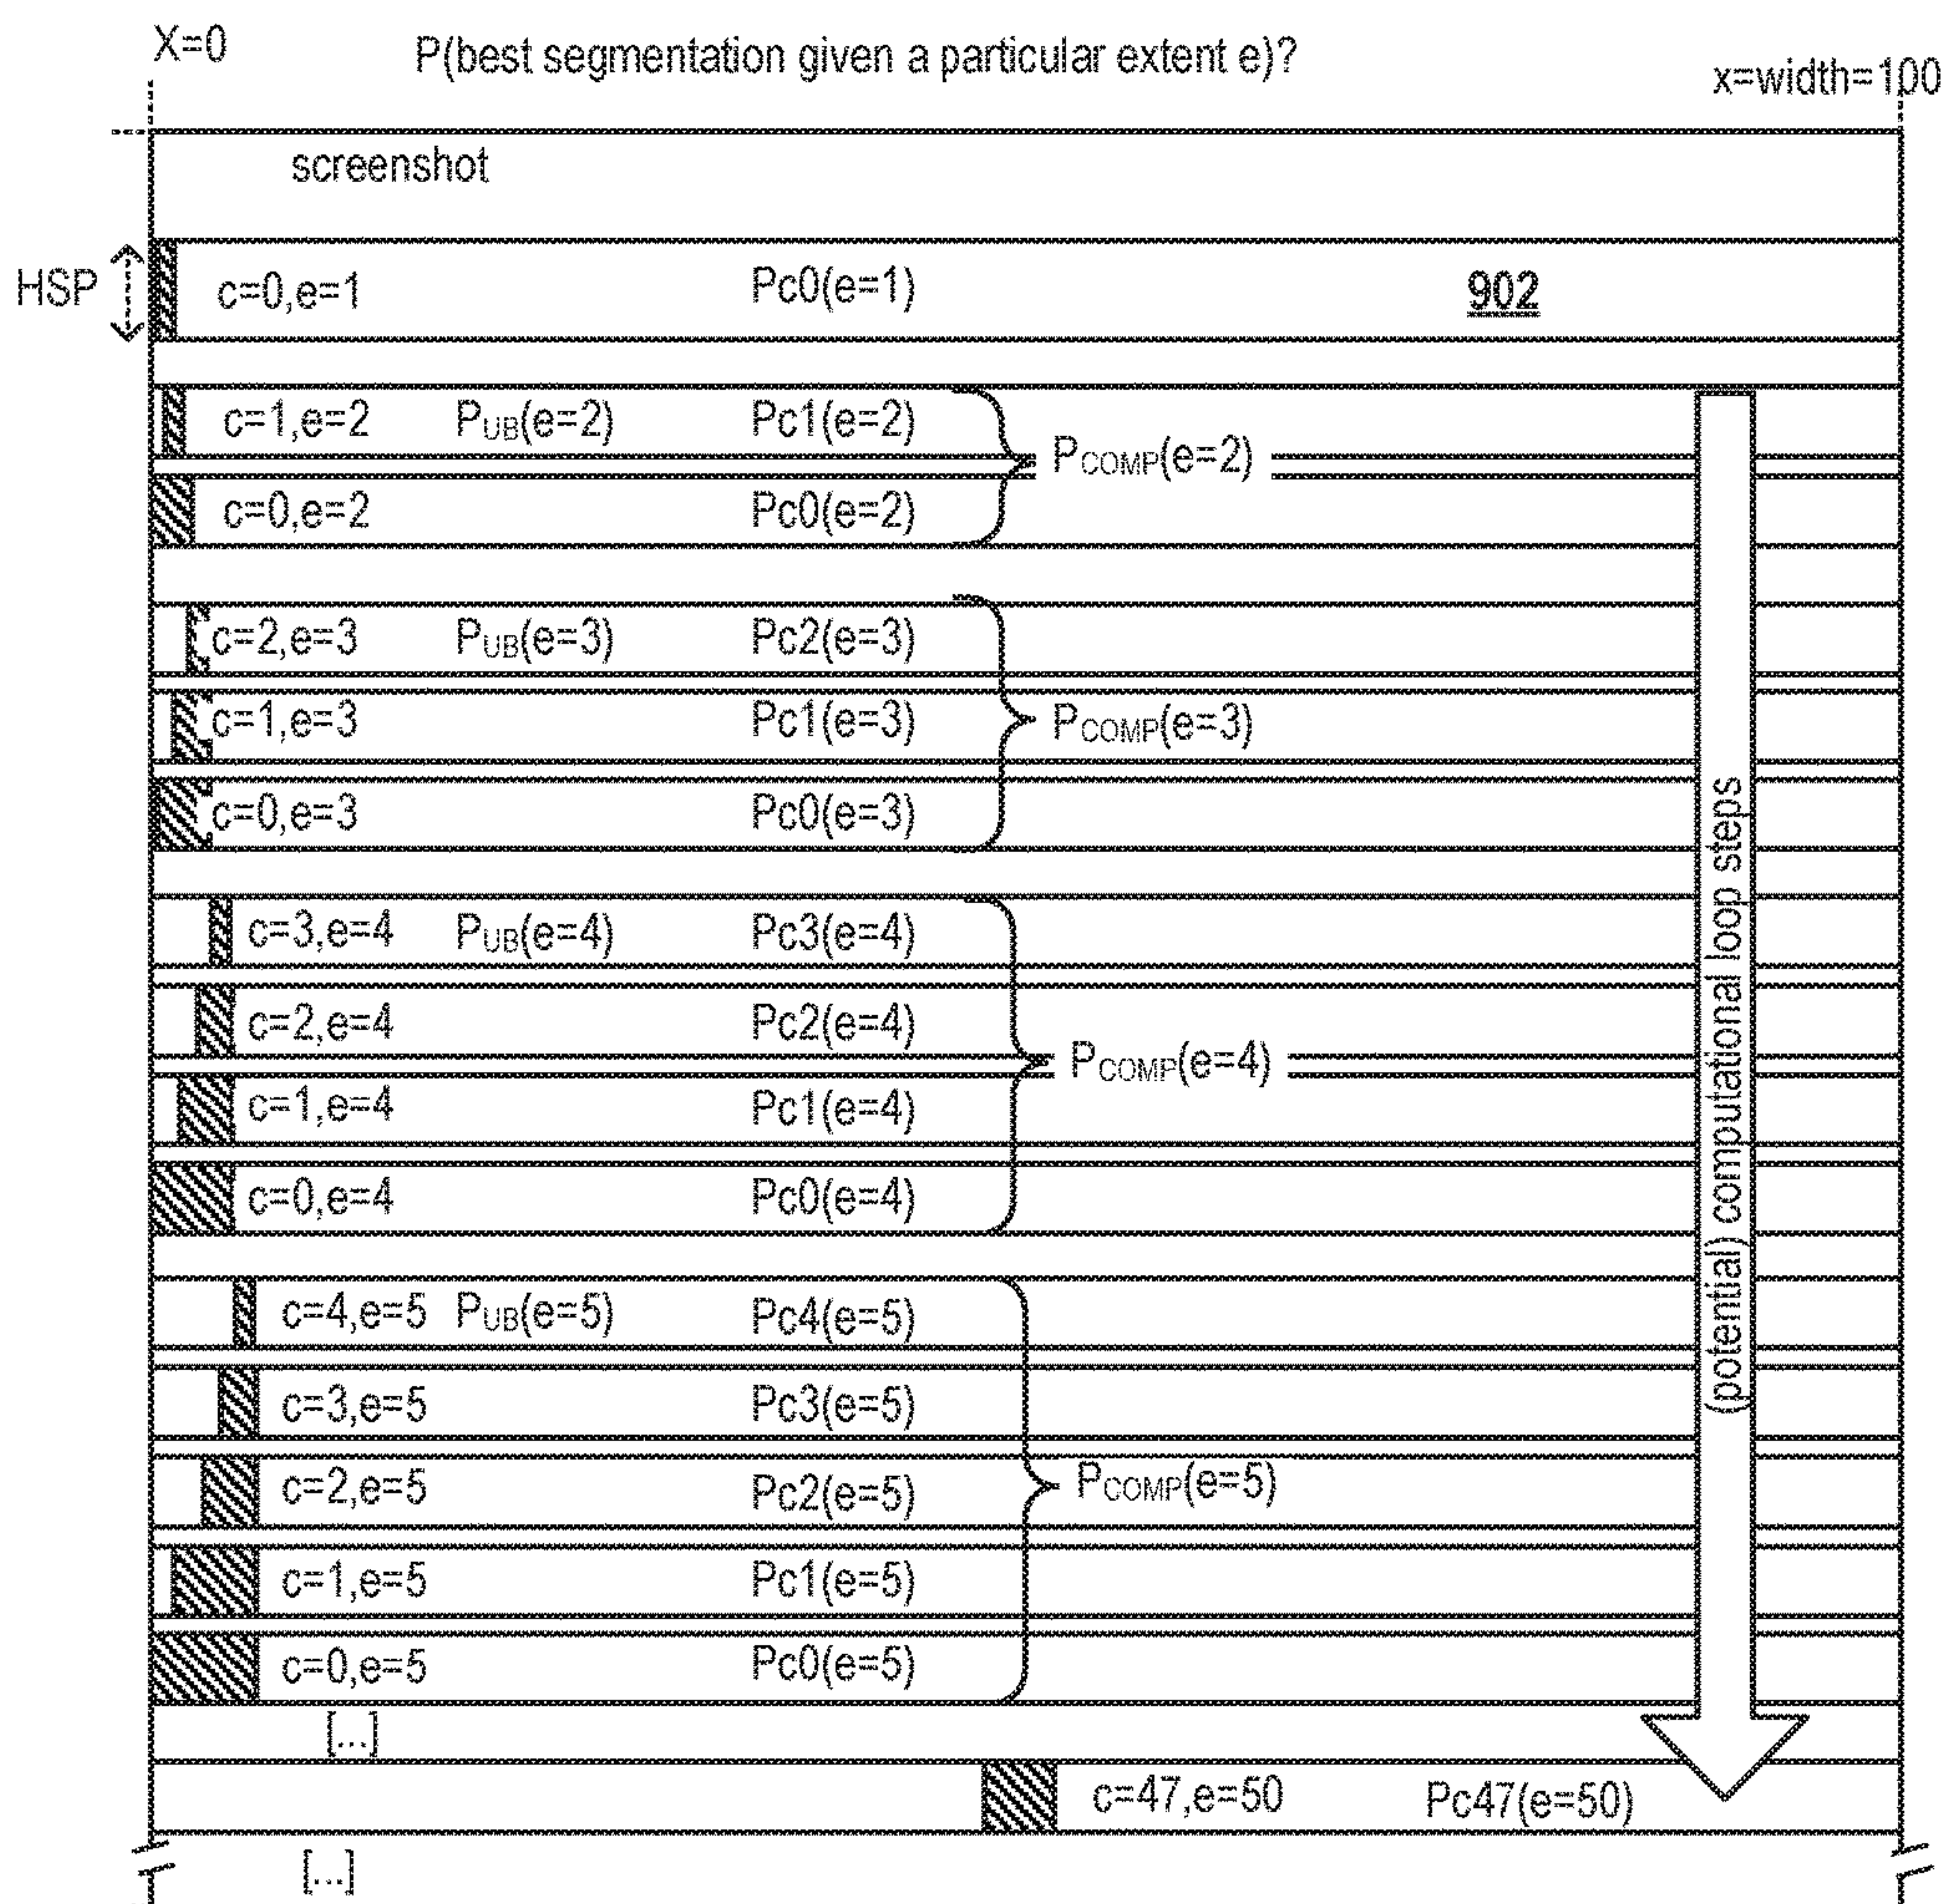 X=0
P(best segmentation given a particular extent e)?
x=width=100
screenshot
HSP
c=0,e=1 Pc0(e=1) 902
c=1,e=2 PUB(e=2) Pc1(e=2)
PCOMP(e=2)
c=0,e=2 Pc0(e=2)
c=2,e=3 PUB(e=3) Pc2(e=3)
c=1,e=3 Pc1(e=3) PCOMP(e=3)
c=0,e=3 Pc0(e=3)
c=3,e=4 PUB(e=4) Pc3(e=4)
c=2,e=4 Pc2(e=4)
PCOMP(e=4)
c=1,e=4 Pc1(e=4)
c=0,e=4 Pc0(e=4)
(potential) computational loop steps
c=4,e=5 PUB(e=5) Pc4(e=5)
c=3,e=5 Pc3(e=5)
c=2,e=5 Pc2(e=5) PCOMP(e=5)
c=1,e=5 Pc1(e=5)
c=0,e=5 Pc0(e=5)
[...]
c=47,e=50 Pc47(e=50)
[...]